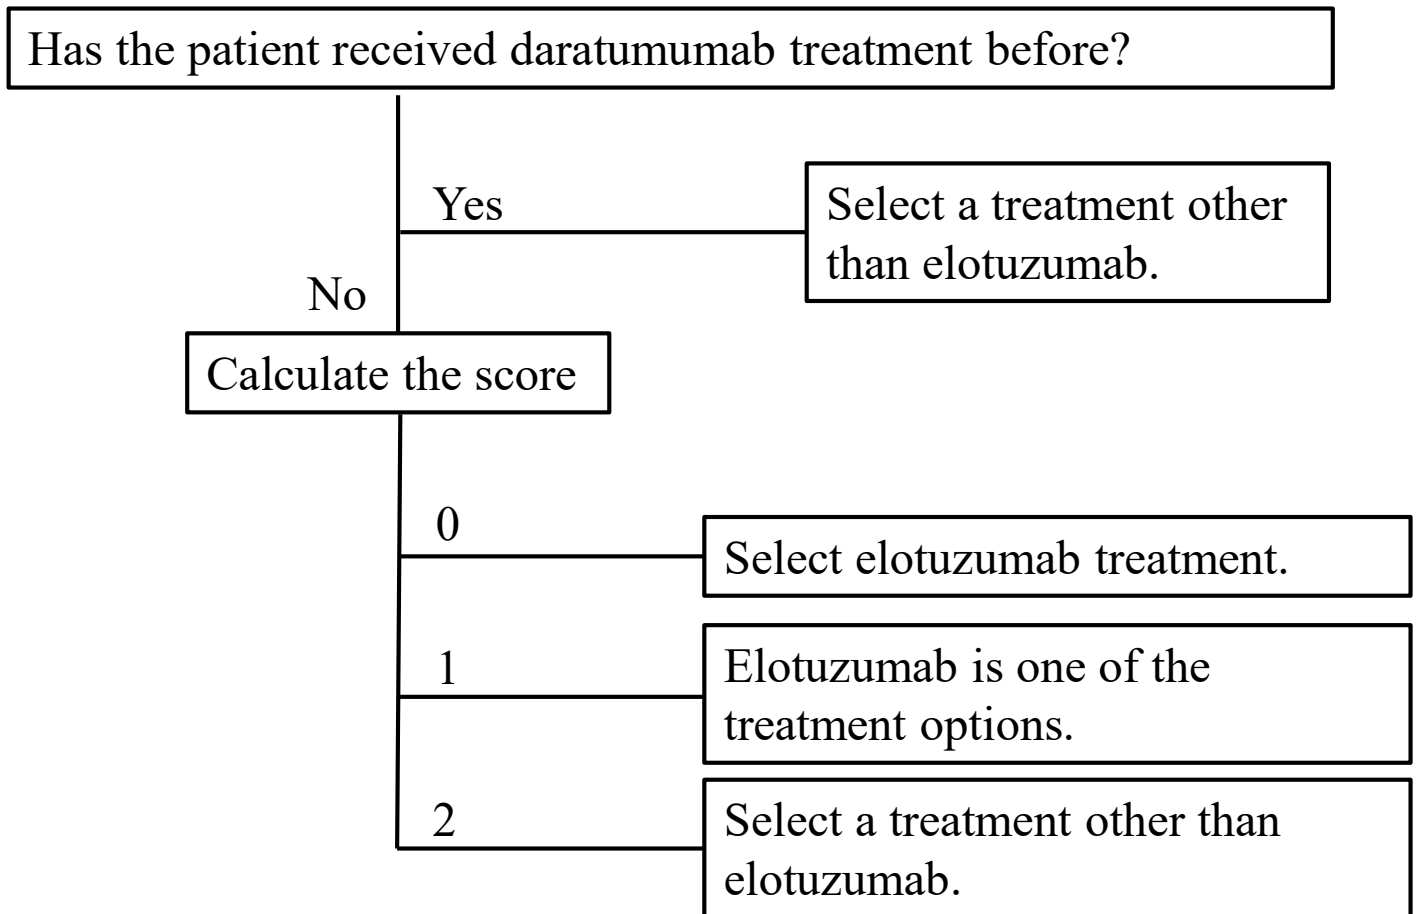 Has the patient received daratumumab treatment before?
Yes
Select a treatment other
than elotuzumab.
No
Calculate the score
0
Select elotuzumab treatment.
1
Elotuzumab is one of the
treatment options.
2
Select a treatment other than
elotuzumab.